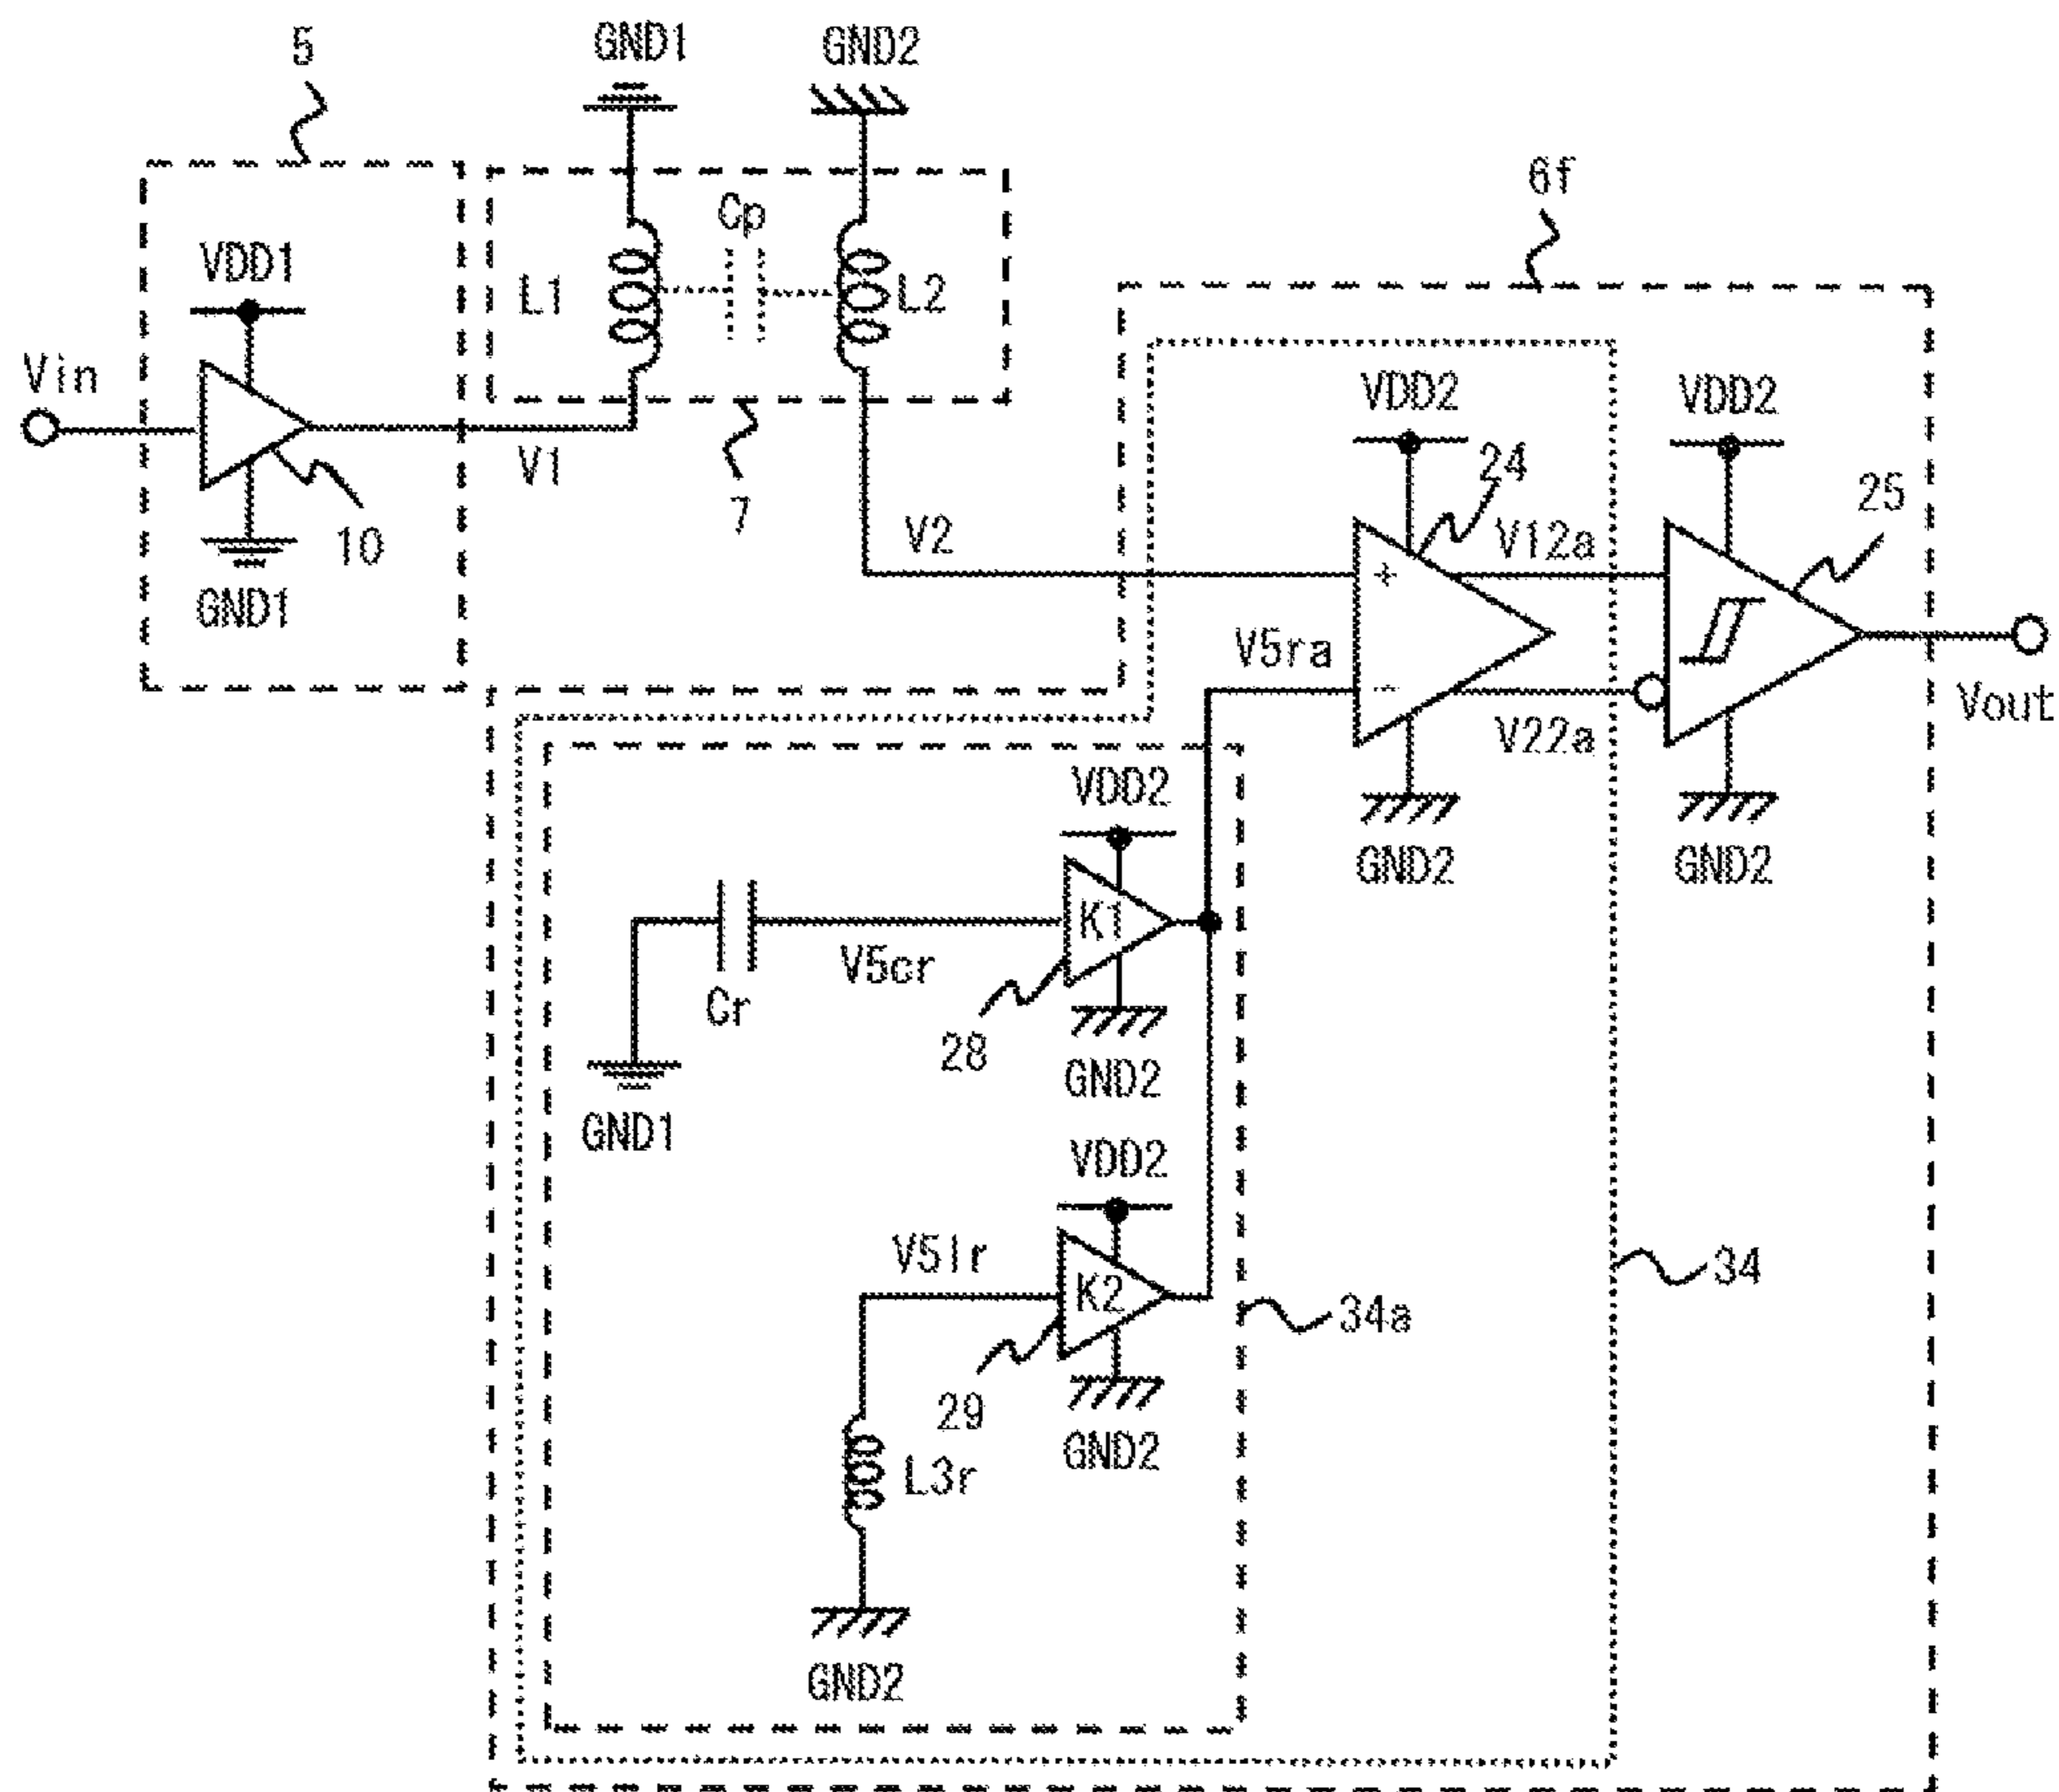 5
GND1
GND2
6f
Cp
VDD1
L1
L2
Vin
VDD2
VDD2
V1
24
25
7
10
V2
V12a
GND1
+
V5ra
-
Vout
V22a
VDD2
GND2
GND2
K1
V5cr
Cr
28
GND2
GND1
VDD2
V5lr
34
K2
34a
29
GND2
L3r
GND2